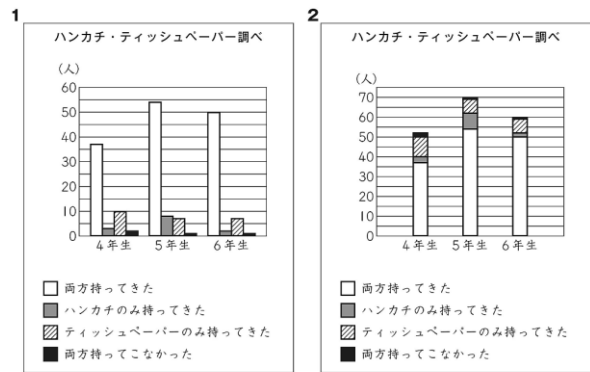 1
ハンカチ・ティッシュペーパー調べ
(人)
60
50
40
30
20
10
0
4年生 5年生 6年生
両方持ってきた
ハンカチのみ持ってきた
ティッシュペーパーのみ持ってきた
両方持ってこなかった
2
ハンカチ・ティッシュペーパー調べ
(人)
70
60
50
40
30
20
10
0
4年生 5年生 6年生
両方持ってきた
ハンカチのみ持ってきた
ティッシュペーパーのみ持ってきた
両方持ってこなかった